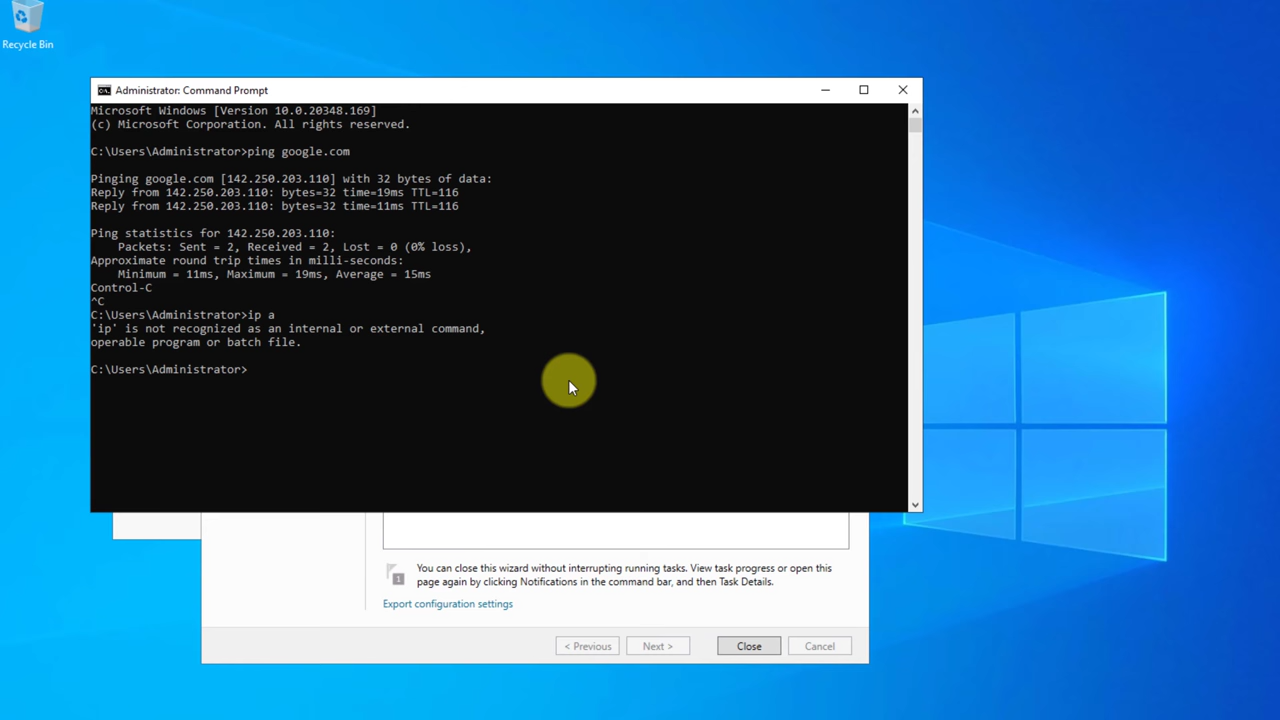 Recycle Bin
Administrator: Command Prompt
Microsoft Windows [Version 10.0.20348.169]
(c) Microsoft Corporation. All rights reserved.
C:\Users\Administrator>ping google.com
Pinging google.com [142.250.203.110] with 32 bytes of data:
Reply from 142.250.203.110: bytes=32 time=19ms TTL=116
Reply from 142.250.203.110: bytes=32 time=11ms TTL=116
Ping statistics for 142.250.203.110:
    Packets: Sent = 2, Received = 2, Lost = 0 (0% loss),
Approximate round trip times in milli-seconds:
    Minimum = 11ms, Maximum = 19ms, Average = 15ms
Control-C
^C
C:\Users\Administrator>ip a
'ip' is not recognized as an internal or external command,
operable program or batch file.
C:\Users\Administrator>
1
You can close this wizard without interrupting running tasks. View task progress or open this
page again by clicking Notifications in the command bar, and then Task Details.
Export configuration settings
< Previous
Next >
Close
Cancel